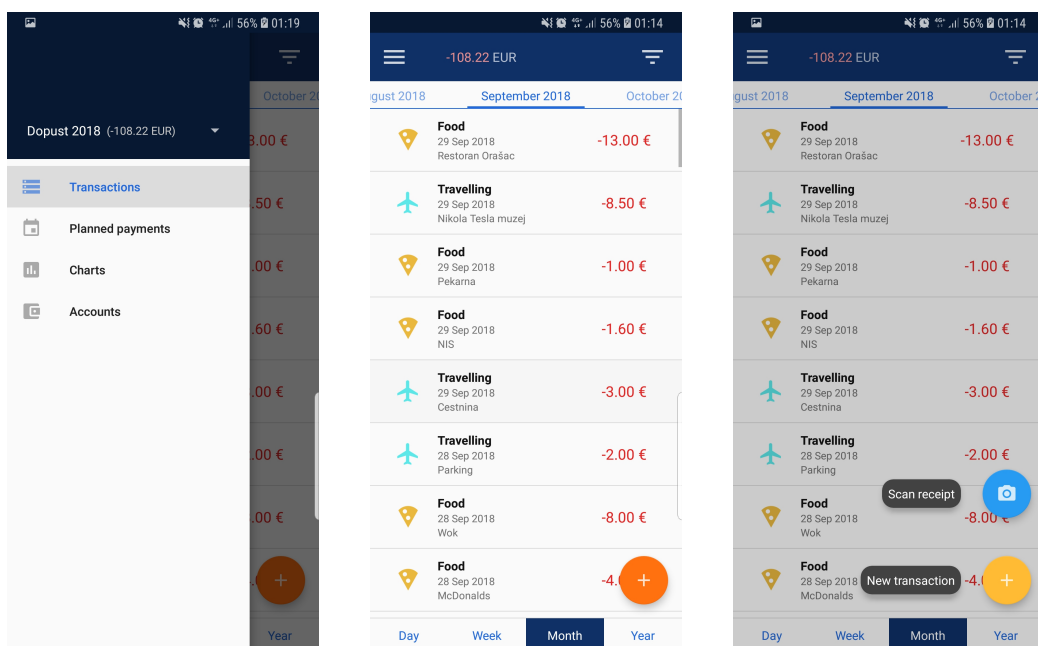 56% 01:19
October 20
Dopust 2018 (-108.22 EUR)
3.00 €
Transactions
.50 €
Planned payments
.00 €
Charts
Accounts
.60 €
.00 €
.00 €
.00 €
+
Year
4G+ 56% 01:14
-108.22 EUR
gust 2018 September 2018 October 20
Food
29 Sep 2018
Restoran Orašac
-13.00 €
Travelling
29 Sep 2018
Nikola Tesla muzej
-8.50 €
Food
29 Sep 2018
Pekarna
-1.00 €
Food
29 Sep 2018
NIS
-1.60 €
Travelling
29 Sep 2018
Cestnina
-3.00 €
Travelling
28 Sep 2018
Parking
-2.00 €
Food
28 Sep 2018
Wok
-8.00 €
Food
28 Sep 2018
McDonalds
-4.
+
Day Week Month Year
4G+ 56% 01:14
-108.22 EUR
gust 2018 September 2018 October 2
Food
29 Sep 2018
Restoran Orašac
-13.00 €
Travelling
29 Sep 2018
Nikola Tesla muzej
-8.50 €
Food
29 Sep 2018
Pekarna
-1.00 €
Food
29 Sep 2018
NIS
-1.60 €
Travelling
29 Sep 2018
Cestnina
-3.00 €
Travelling
28 Sep 2018
Parking
-2.00 €
Scan receipt
Food
28 Sep 2018
Wok
-8.00 €
Food
28 Sep 2018
McDonalds
New transaction
-4.
+
Day Week Month Year